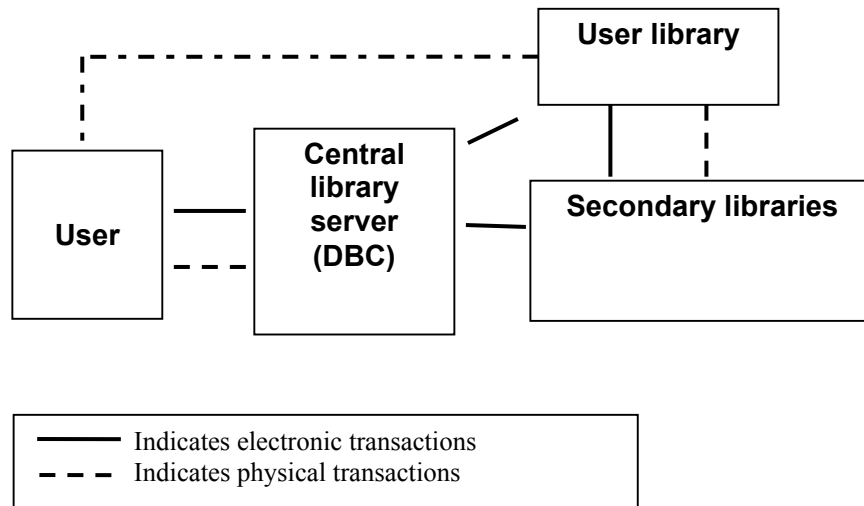 User library
Central
library
server
(DBC)
User
Secondary libraries
Indicates electronic transactions
Indicates physical transactions